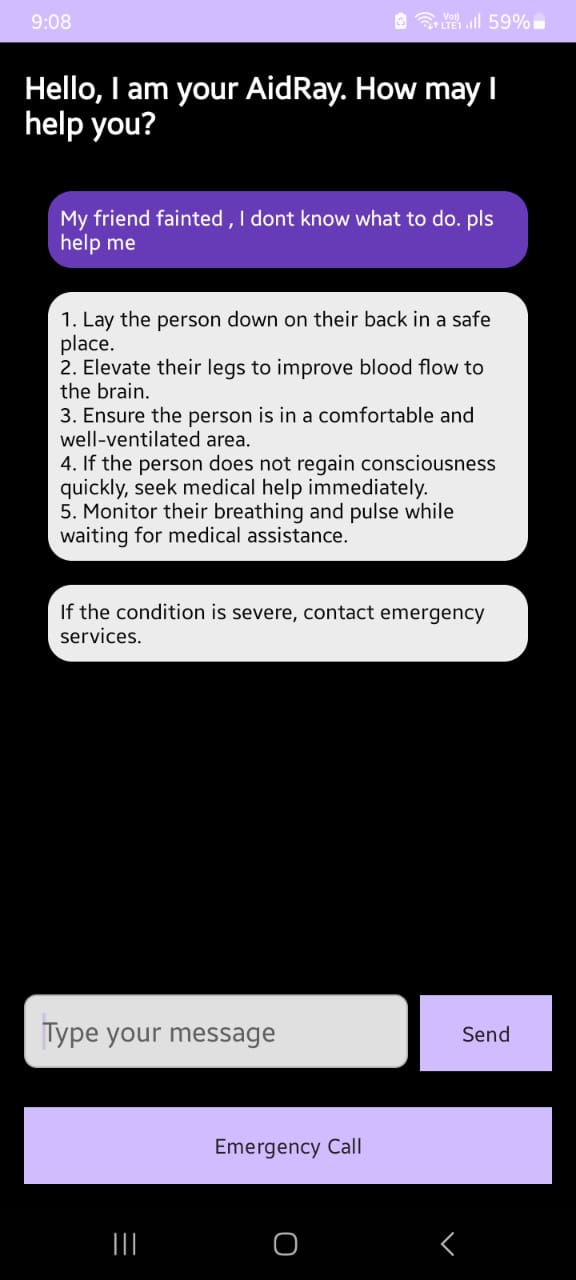 9:08
Vo)) LTE1 59%
Hello, I am your AidRay. How may I
help you?
My friend fainted , I dont know what to do. pls
help me
1. Lay the person down on their back in a safe
place.
2. Elevate their legs to improve blood flow to
the brain.
3. Ensure the person is in a comfortable and
well-ventilated area.
4. If the person does not regain consciousness
quickly, seek medical help immediately.
5. Monitor their breathing and pulse while
waiting for medical assistance.
If the condition is severe, contact emergency
services.
Type your message
Send
Emergency Call